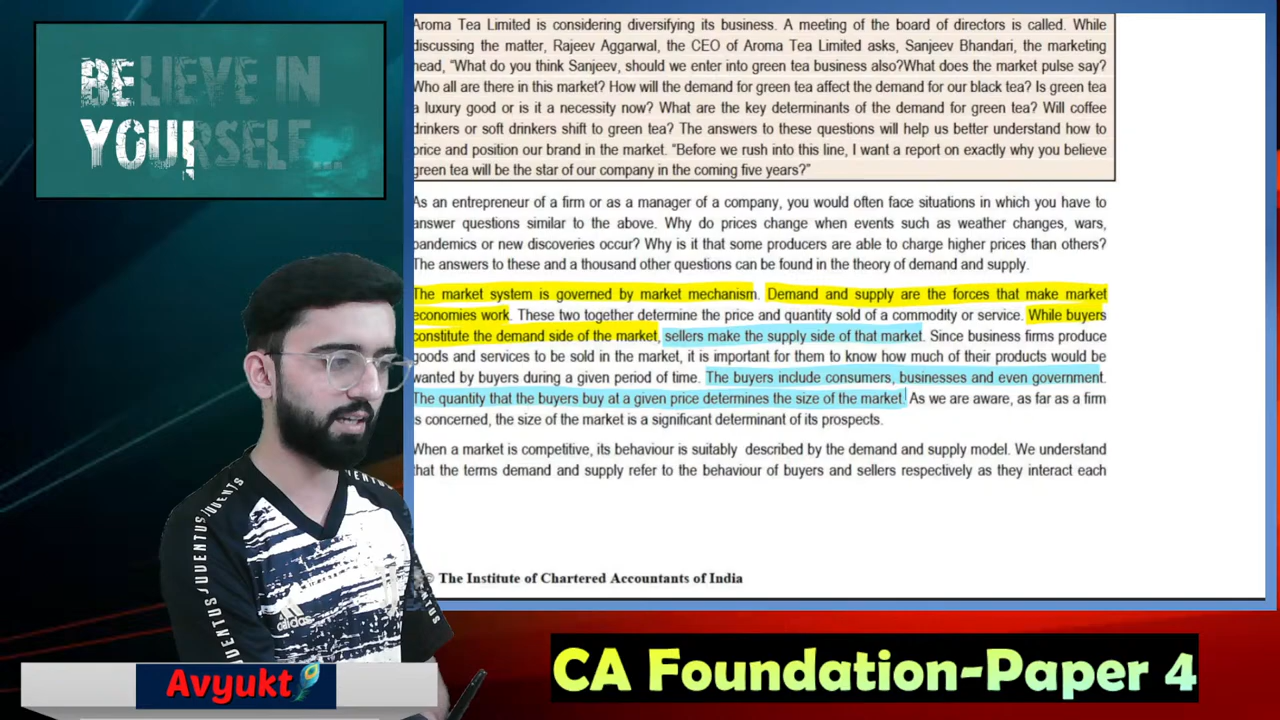 BELIEVE IN
YOURSELF...
Aroma Tea Limited is considering diversifying its business. A meeting of the board of directors is called. While
discussing the matter, Rajeev Aggarwal, the CEO of Aroma Tea Limited asks, Sanjeev Bhandari, the marketing
head, “What do you think Sanjeev, should we enter into green tea business also?What does the market pulse say?
Who all are there in this market? How will the demand for green tea affect the demand for our black tea? Is green tea
a luxury good or is it a necessity now? What are the key determinants of the demand for green tea? Will coffee
drinkers or soft drinkers shift to green tea? The answers to these questions will help us better understand how to
price and position our brand in the market. “Before we rush into this line, I want a report on exactly why you believe
green tea will be the star of our company in the coming five years?”
As an entrepreneur of a firm or as a manager of a company, you would often face situations in which you have to
answer questions similar to the above. Why do prices change when events such as weather changes, wars,
pandemics or new discoveries occur? Why is it that some producers are able to charge higher prices than others?
The answers to these and a thousand other questions can be found in the theory of demand and supply.
The market system is governed by market mechanism. Demand and supply are the forces that make market
economies work. These two together determine the price and quantity sold of a commodity or service. While buyers
constitute the demand side of the market, sellers make the supply side of that market. Since business firms produce
goods and services to be sold in the market, it is important for them to know how much of their products would be
wanted by buyers during a given period of time. The buyers include consumers, businesses and even government.
The quantity that the buyers buy at a given price determines the size of the market. As we are aware, as far as a firm
is concerned, the size of the market is a significant determinant of its prospects.
When a market is competitive, its behaviour is suitably described by the demand and supply model. We understand
that the terms demand and supply refer to the behaviour of buyers and sellers respectively as they interact each
© The Institute of Chartered Accountants of India
JUVENTUS JUVENTUS
JUVENTUS
adidas
Avyukt
CA Foundation-Paper 4